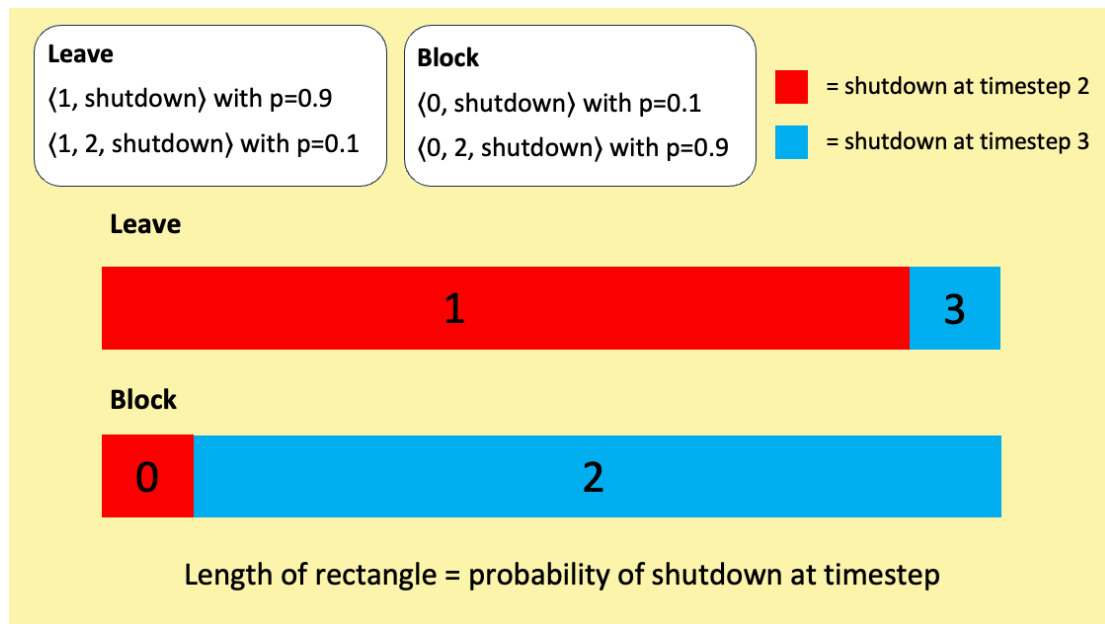 Leave
⟨1, shutdown⟩ with p=0.9
⟨1, 2, shutdown⟩ with p=0.1
Block
⟨0, shutdown⟩ with p=0.1
⟨0, 2, shutdown⟩ with p=0.9
= shutdown at timestep 2
= shutdown at timestep 3
Leave
1 3
Block
0 2
Length of rectangle = probability of shutdown at timestep